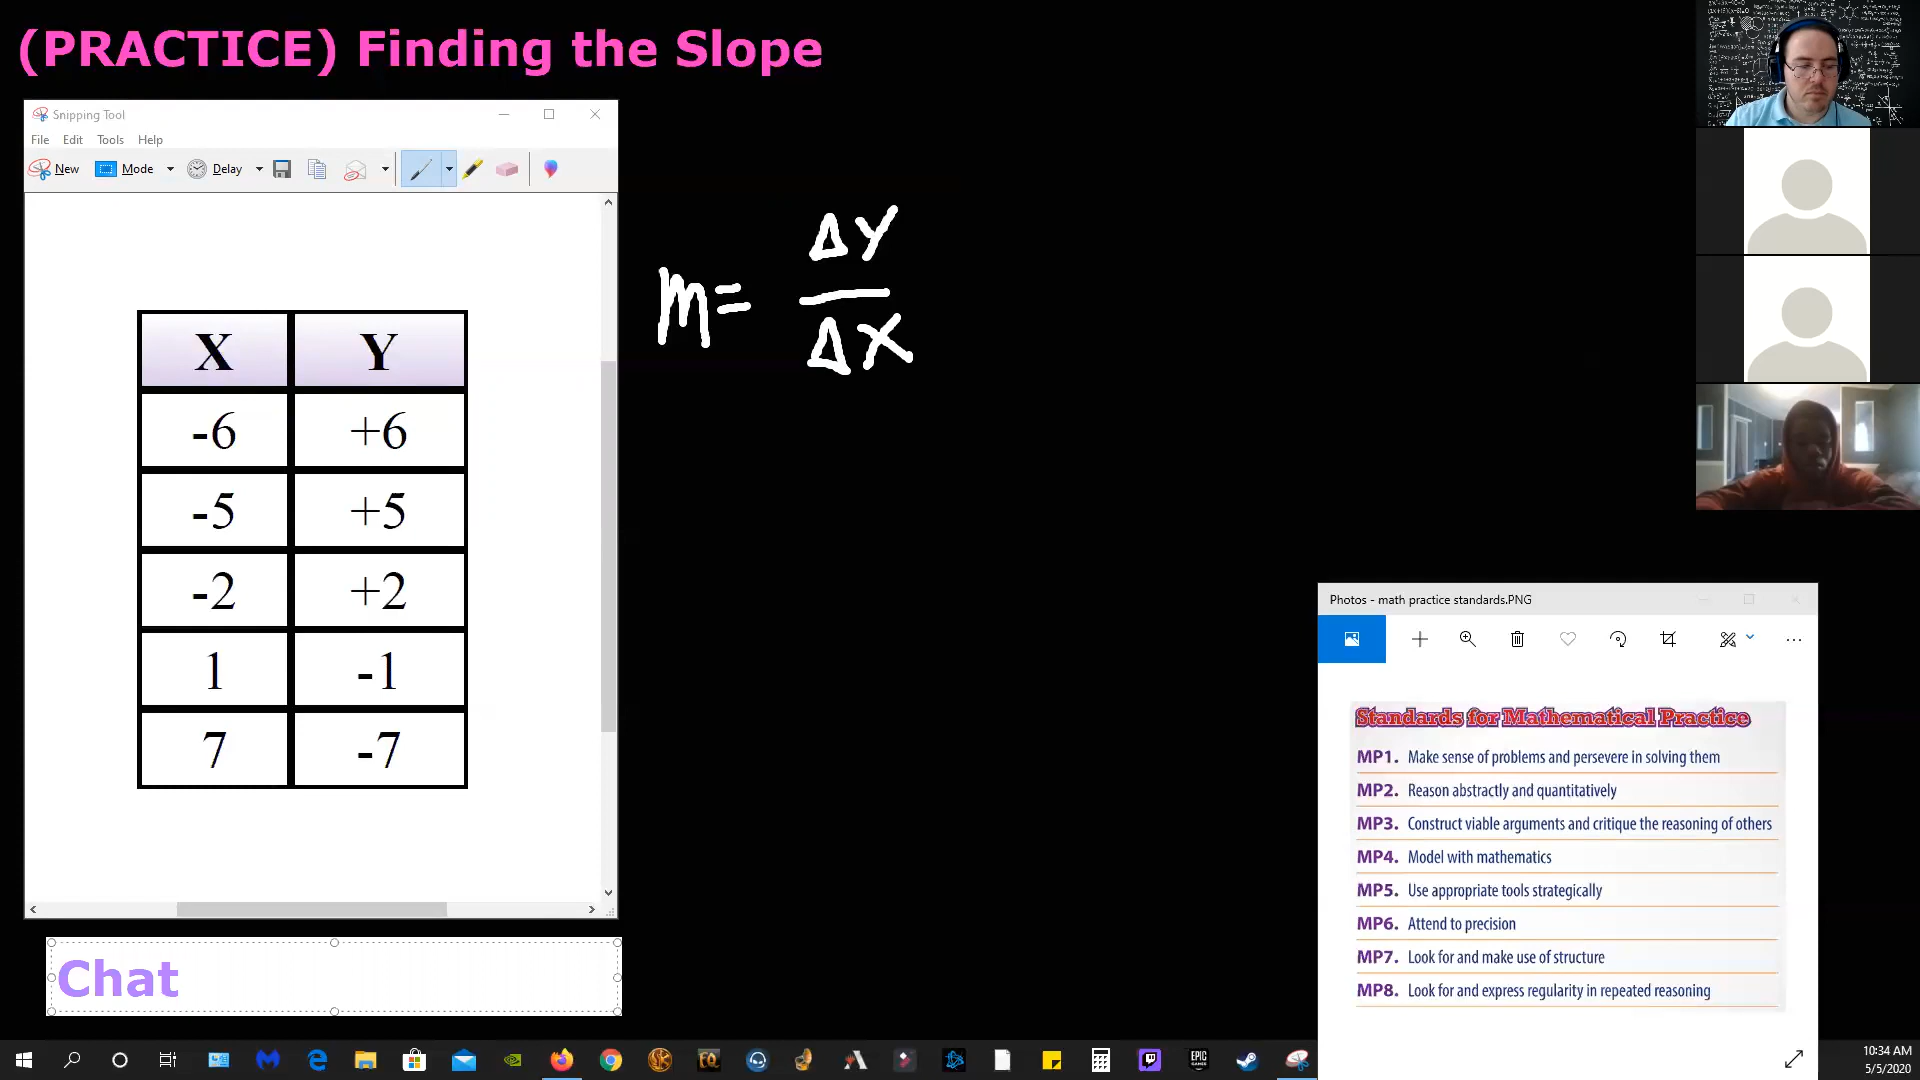 (PRACTICE) Finding the Slope
Snipping Tool
File Edit Tools Help
New Mode Delay
X Y
-6 +6
-5 +5
-2 +2
1 -1
7 -7
m= ΔY
ΔX
Chat
Photos - math practice standards.PNG
Standards for Mathematical Practice
MP1. Make sense of problems and persevere in solving them
MP2. Reason abstractly and quantitatively
MP3. Construct viable arguments and critique the reasoning of others
MP4. Model with mathematics
MP5. Use appropriate tools strategically
MP6. Attend to precision
MP7. Look for and make use of structure
MP8. Look for and express regularity in repeated reasoning
EPIC
10:34 AM
5/5/2020